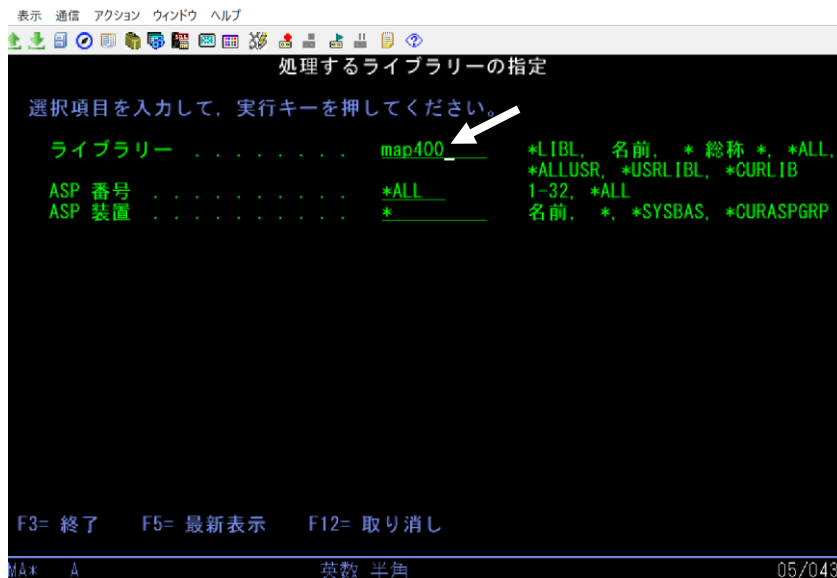 表示 通信 アクション ウィンドウ ヘルプ
処理するライブラリーの指定
選択項目を入力して, 実行キーを押してください。
ライブラリー . . . . . . . . map400_ *LIBL, 名前, * 総称 *, *ALL,
*ALLUSR, *USRLIBL, *CURLIB
ASP 番号 . . . . . . . . . . *ALL 1-32, *ALL
ASP 装置 . . . . . . . . . . * 名前, *, *SYSBAS, *CURASPGRP
F3= 終了 F5= 最新表示 F12= 取り消し
MA* A 英数 半角 05/043